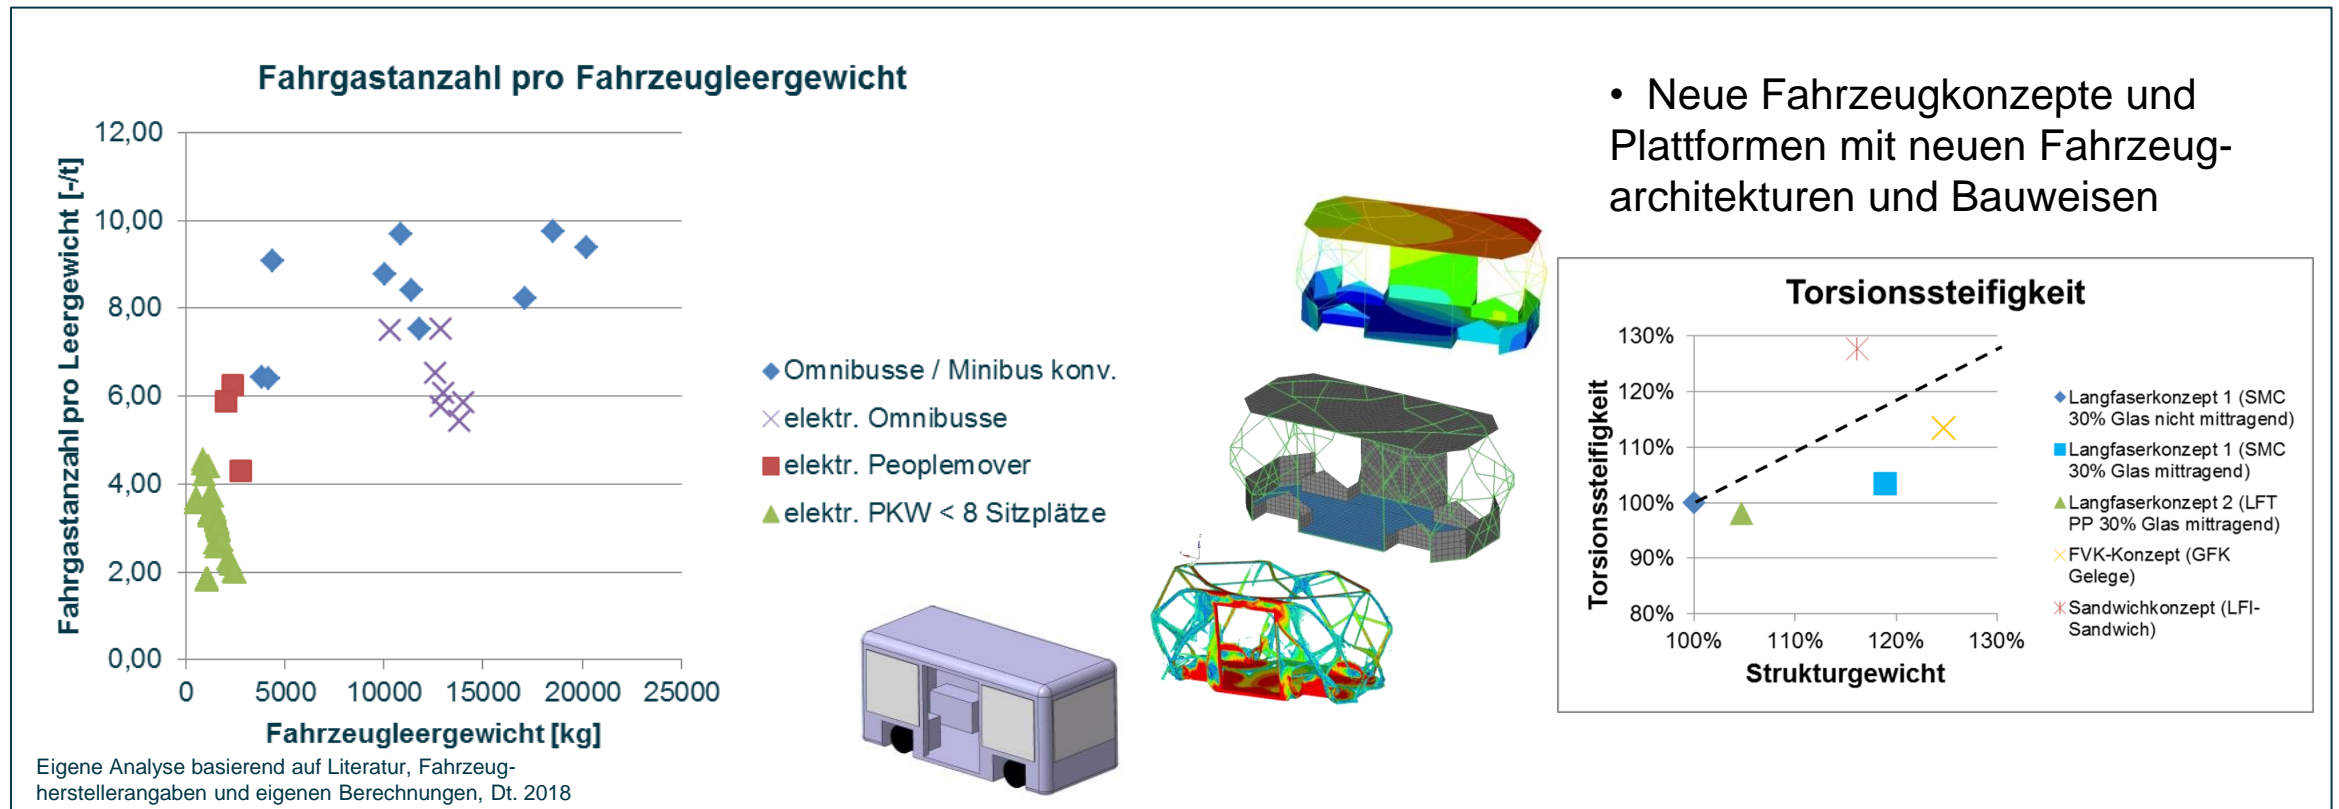 Fahrgastanzahl pro Fahrzeugleergewicht
Fahrgastanzahl pro Leergewicht [-/t]
12,00
10,00
8,00
6,00
4,00
2,00
0,00
0 5000 10000 15000 20000 25000
Fahrzeugleergewicht [kg]
Omnibusse / Minibus konv.
elektr. Omnibusse
elektr. Peoplemover
elektr. PKW < 8 Sitzplätze
Eigene Analyse basierend auf Literatur, Fahrzeug-
herstellerangaben und eigenen Berechnungen, Dt. 2018
• Neue Fahrzeugkonzepte und
Plattformen mit neuen Fahrzeug-
architekturen und Bauweisen
Torsionssteifigkeit
Torsionssteifigkeit
130%
120%
110%
100%
90%
80%
100% 110% 120% 130%
Strukturgewicht
Langfaserkonzept 1 (SMC
30% Glas nicht mittragend)
Langfaserkonzept 1 (SMC
30% Glas mittragend)
Langfaserkonzept 2 (LFT
PP 30% Glas mittragend)
FVK-Konzept (GFK
Gelege)
Sandwichkonzept (LFI-
Sandwich)